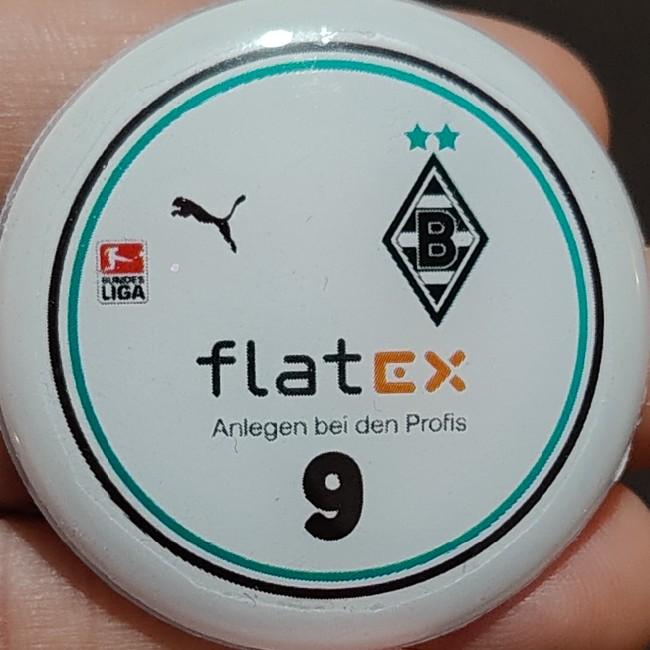 B
BUNDES
LIGA
flatex
Anlegen bei den Profis
9